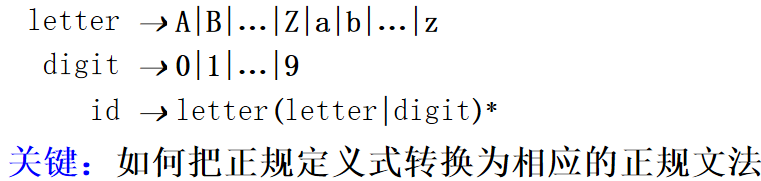 letter → A|B|…|Z|a|b|…|z
digit → 0|1|…|9
id → letter(letter|digit)*
关键：如何把正规定义式转换为相应的正规文法